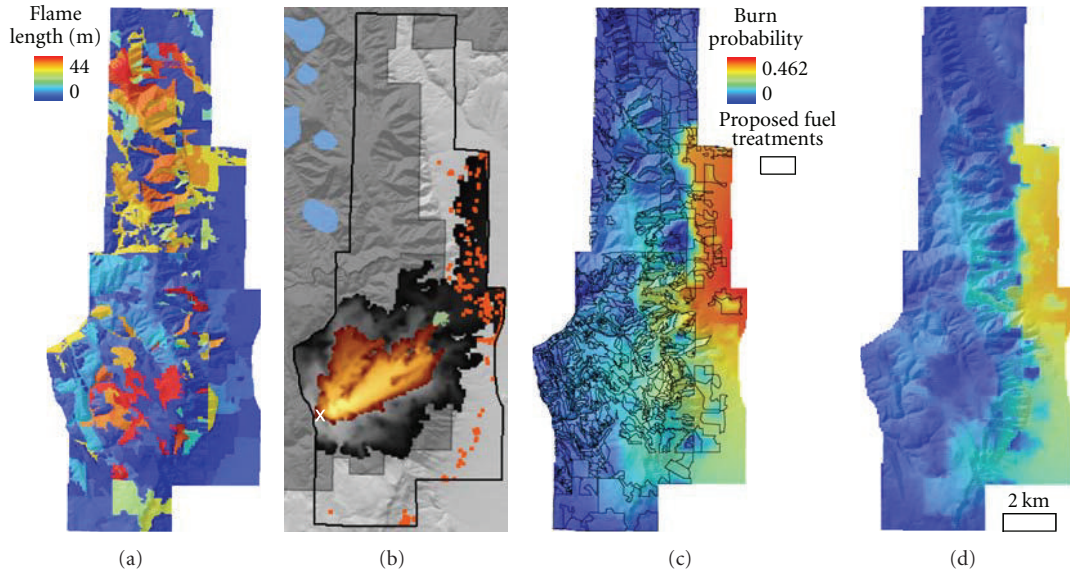 Flame
length (m)
44
0
X
Burn
probability
0.462
0
Proposed fuel
treatments
2 km
(a)
(b)
(c)
(d)